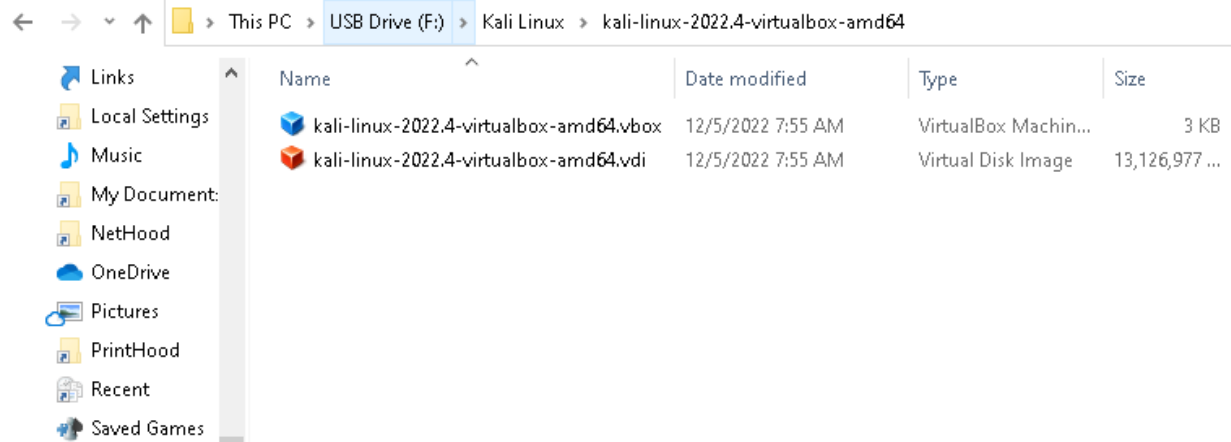 This PC > USB Drive (F:) > Kali Linux > kali-linux-2022.4-virtualbox-amd64
Links
Local Settings
Music
My Document:
NetHood
OneDrive
Pictures
PrintHood
Recent
Saved Games
Name Date modified Type Size
kali-linux-2022.4-virtualbox-amd64.vbox 12/5/2022 7:55 AM VirtualBox Machin... 3 KB
kali-linux-2022.4-virtualbox-amd64.vdi 12/5/2022 7:55 AM Virtual Disk Image 13,126,977 ...